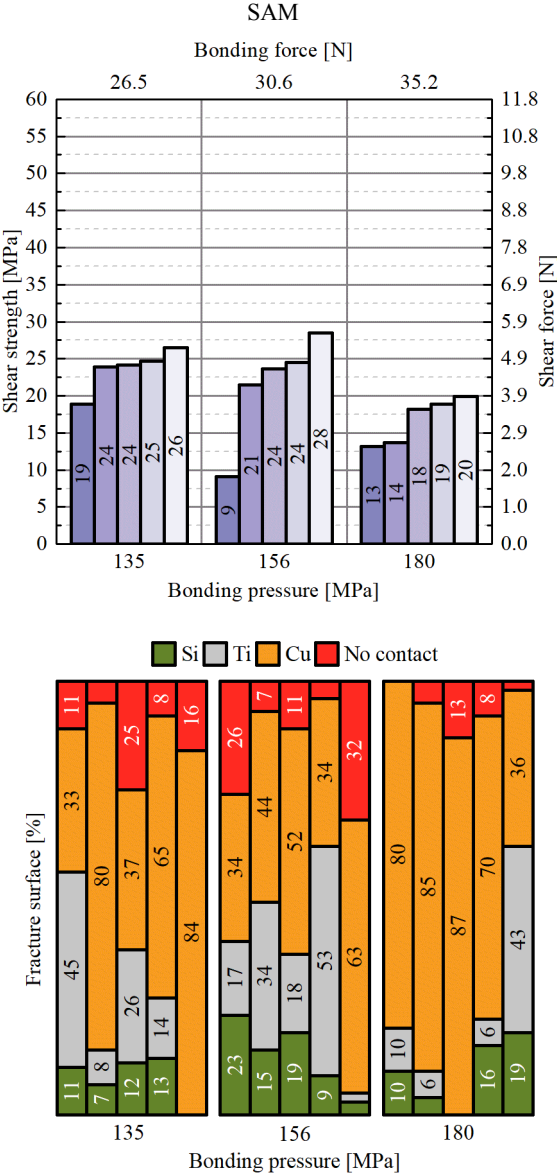 SAM
Bonding force [N]
26.5 30.6 35.2
60 11.8
55 10.8
50 9.8
45 8.8
40 7.8
35 6.9
30 5.9
25 4.9
20 3.9
15 2.9
10 2.0
5 1.0
0 0.0
Shear strength [MPa]
Shear force [N]
19 24 24 25 26 9 21 24 24 28 13 14 18 19 20
135 156 180
Bonding pressure [MPa]
Si Ti Cu No contact
Fracture surface [%]
11 33 45 11
80 8 7
25 37 26 12
8 65 14 13
16 84
26 34 17 23
7 44 34 15
11 52 18 19
34 53 9
32 63
80 10 10
85 6
13 87
8 70 6 16
36 43 19
135 156 180
Bonding pressure [MPa]